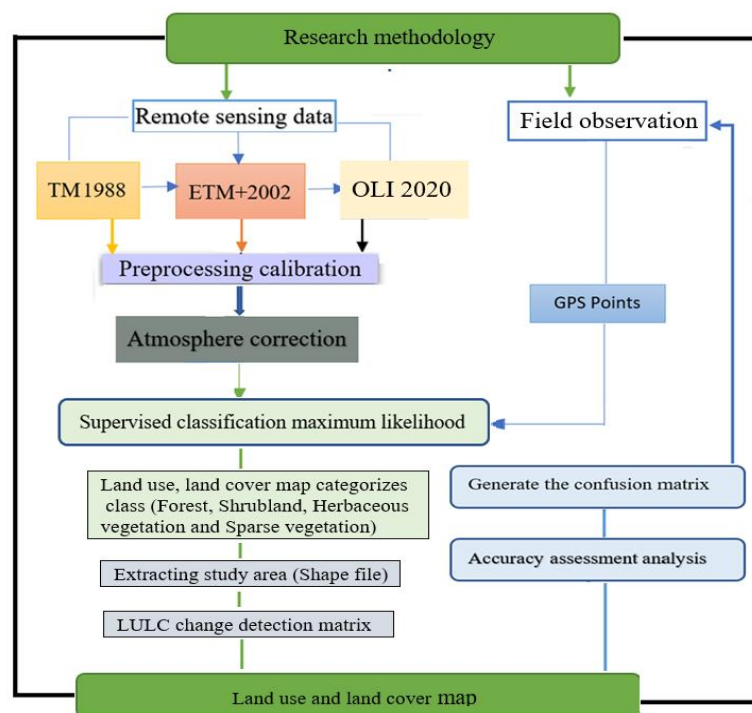 Research methodology
Remote sensing data
Field observation
TM1988
ETM+2002
OLI 2020
Preprocessing calibration
GPS Points
Atmosphere correction
Supervised classification maximum likelihood
Land use, land cover map categorizes
class (Forest, Shrubland, Herbaceous
vegetation and Sparse vegetation)
Generate the confusion matrix
Extracting study area (Shape file)
Accuracy assessment analysis
LULC change detection matrix
Land use and land cover map